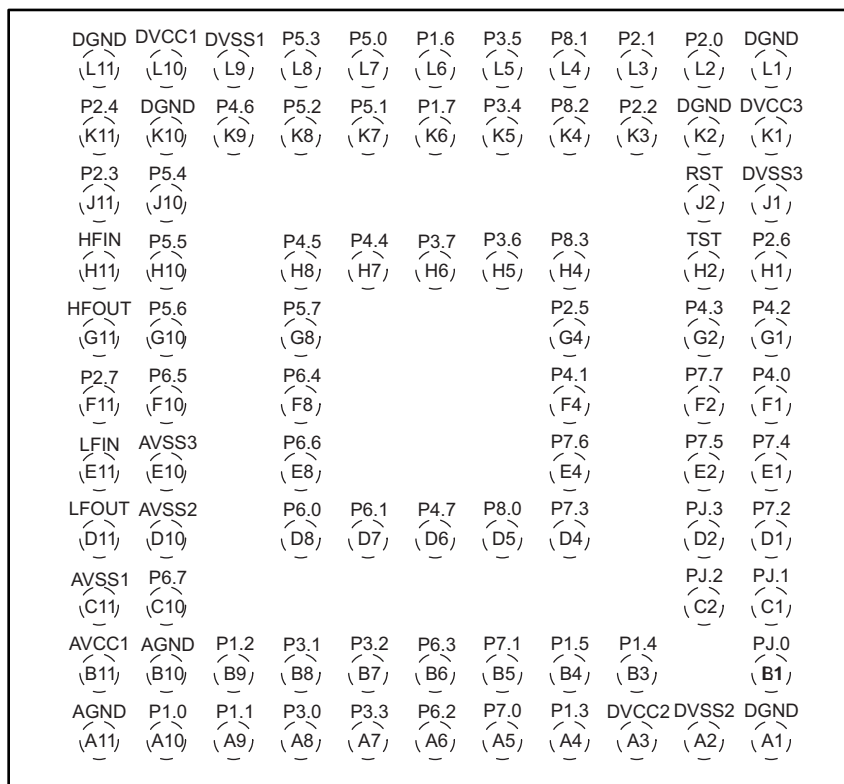 DGND DVCC1 DVSS1 P5.3 P5.0 P1.6 P3.5 P8.1 P2.1 P2.0 DGND
L11 L10 L9 L8 L7 L6 L5 L4 L3 L2 L1
P2.4 DGND P4.6 P5.2 P5.1 P1.7 P3.4 P8.2 P2.2 DGND DVCC3
K11 K10 K9 K8 K7 K6 K5 K4 K3 K2 K1
P2.3 P5.4 RST DVSS3
J11 J10 J2 J1
HFIN P5.5 P4.5 P4.4 P3.7 P3.6 P8.3 TST P2.6
H11 H10 H8 H7 H6 H5 H4 H2 H1
HFOUT P5.6 P5.7 P2.5 P4.3 P4.2
G11 G10 G8 G4 G2 G1
P2.7 P6.5 P6.4 P4.1 P7.7 P4.0
F11 F10 F8 F4 F2 F1
LFIN AVSS3 P6.6 P7.6 P7.5 P7.4
E11 E10 E8 E4 E2 E1
LFOUT AVSS2 P6.0 P6.1 P4.7 P8.0 P7.3 PJ.3 P7.2
D11 D10 D8 D7 D6 D5 D4 D2 D1
AVSS1 P6.7 PJ.2 PJ.1
C11 C10 C2 C1
AVCC1 AGND P1.2 P3.1 P3.2 P6.3 P7.1 P1.5 P1.4 PJ.0
B11 B10 B9 B8 B7 B6 B5 B4 B3 B1
AGND P1.0 P1.1 P3.0 P3.3 P6.2 P7.0 P1.3 DVCC2 DVSS2 DGND
A11 A10 A9 A8 A7 A6 A5 A4 A3 A2 A1